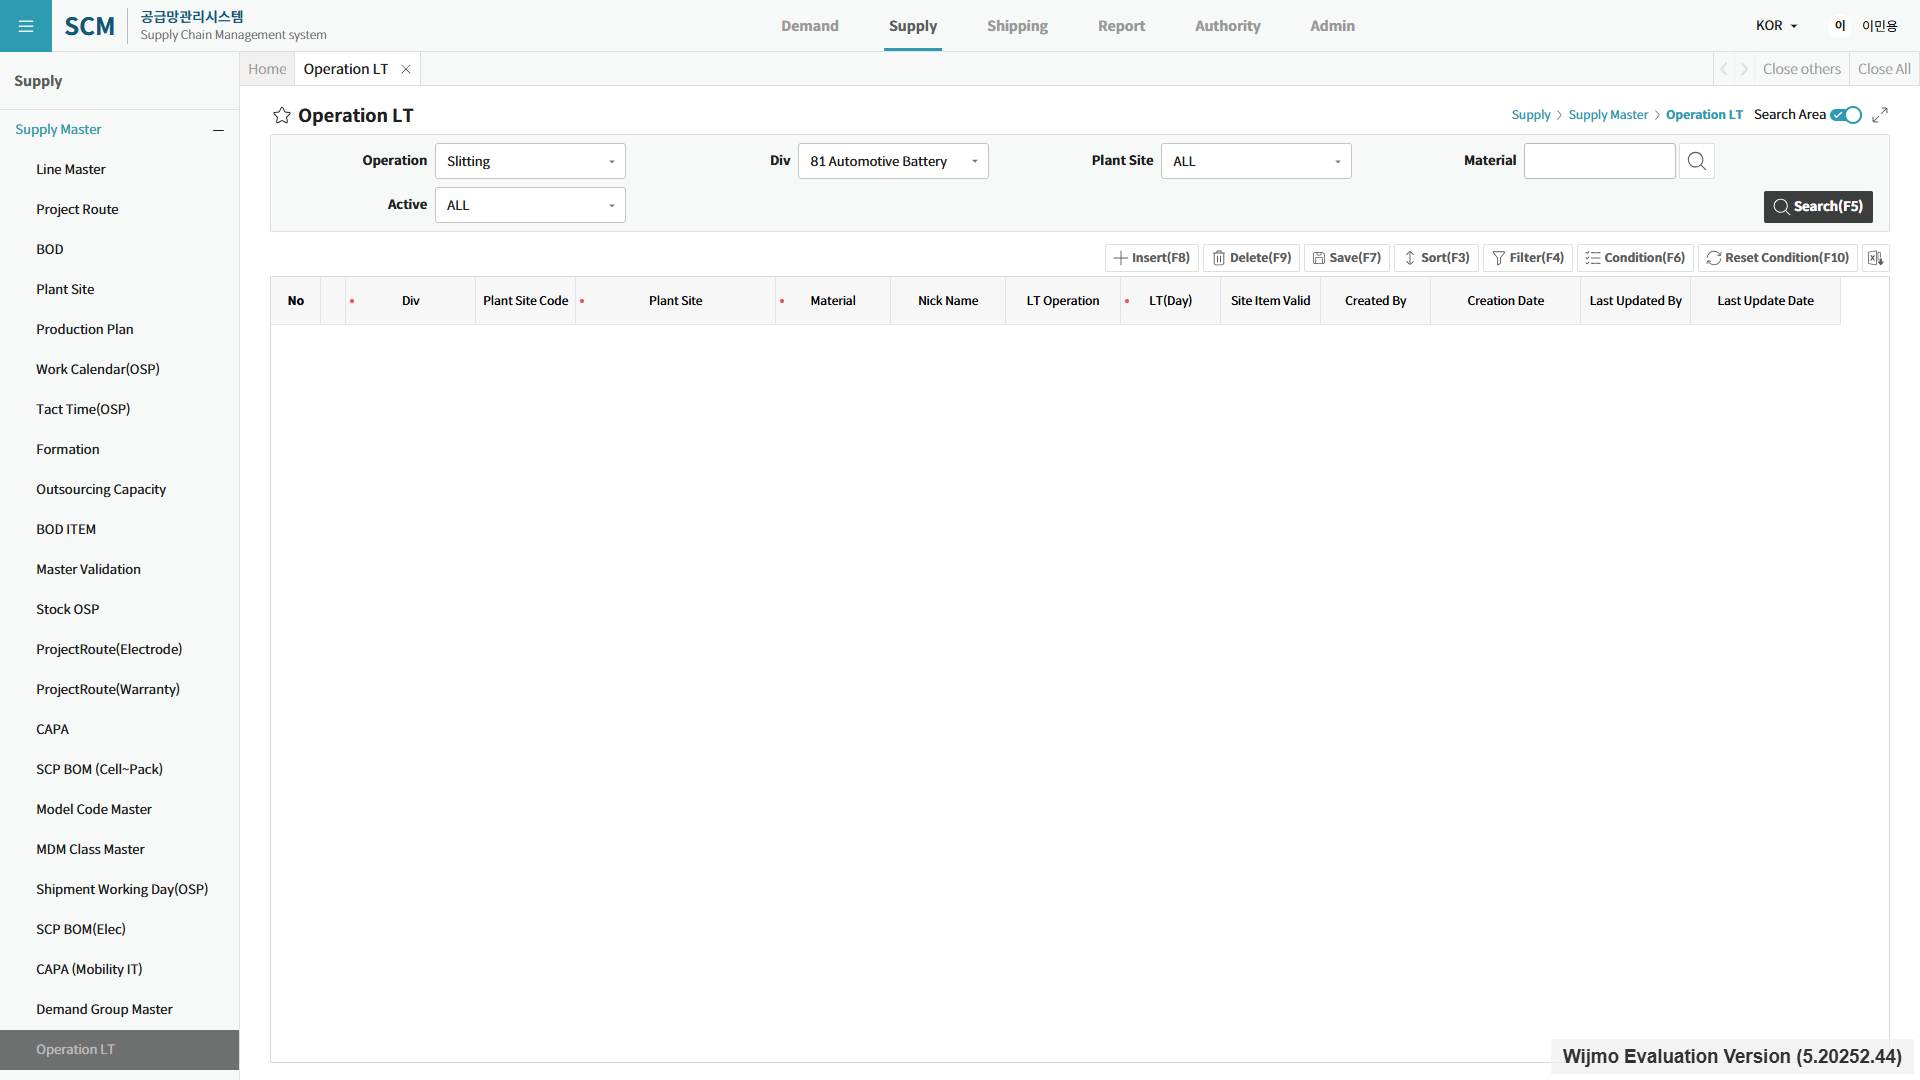 SCM
공급망관리시스템
Supply Chain Management system
Demand
Supply
Shipping
Report
Authority
Admin
KOR
이
이민용
Supply
Home
Operation LT
Close others
Close All
Supply Master
Line Master
Project Route
BOD
Plant Site
Production Plan
Work Calendar(OSP)
Tact Time(OSP)
Formation
Outsourcing Capacity
BOD ITEM
Master Validation
Stock OSP
ProjectRoute(Electrode)
ProjectRoute(Warranty)
CAPA
SCP BOM (Cell~Pack)
Model Code Master
MDM Class Master
Shipment Working Day(OSP)
SCP BOM(Elec)
CAPA (Mobility IT)
Demand Group Master
Operation LT
Operation LT
Supply > Supply Master > Operation LT
Search Area
Operation
Slitting
Div
81 Automotive Battery
Plant Site
ALL
Material
Active
ALL
Search(F5)
Insert(F8)
Delete(F9)
Save(F7)
Sort(F3)
Filter(F4)
Condition(F6)
Reset Condition(F10)
No
Div
Plant Site Code
Plant Site
Material
Nick Name
LT Operation
LT(Day)
Site Item Valid
Created By
Creation Date
Last Updated By
Last Update Date
Wijmo Evaluation Version (5.20252.44)